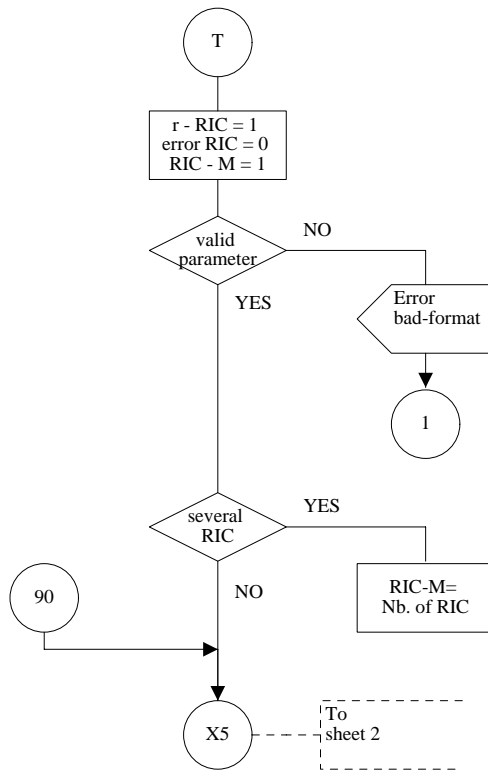 T
r - RIC = 1
error RIC = 0
RIC - M = 1
valid
parameter
NO
YES
Error
bad-format
1
several
RIC
YES
NO
RIC-M=
Nb. of RIC
90
X5
To
sheet 2